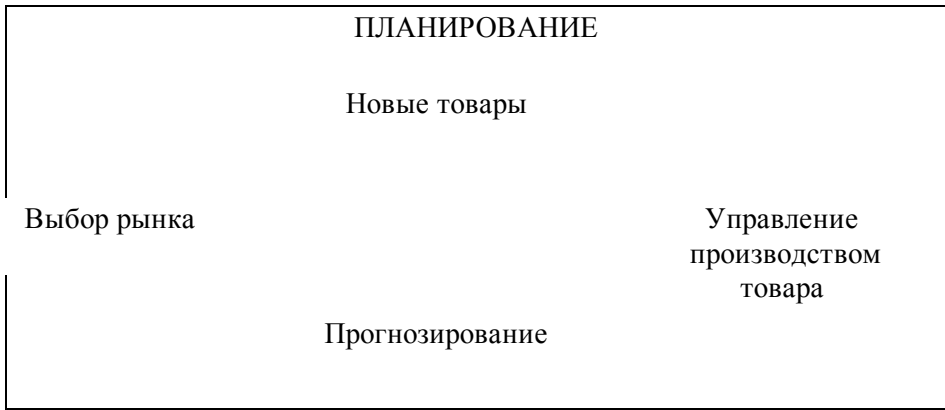 ПЛАНИРОВАНИЕ
Новые товары
Выбор рынка
Управление
производством
товара
Прогнозирование